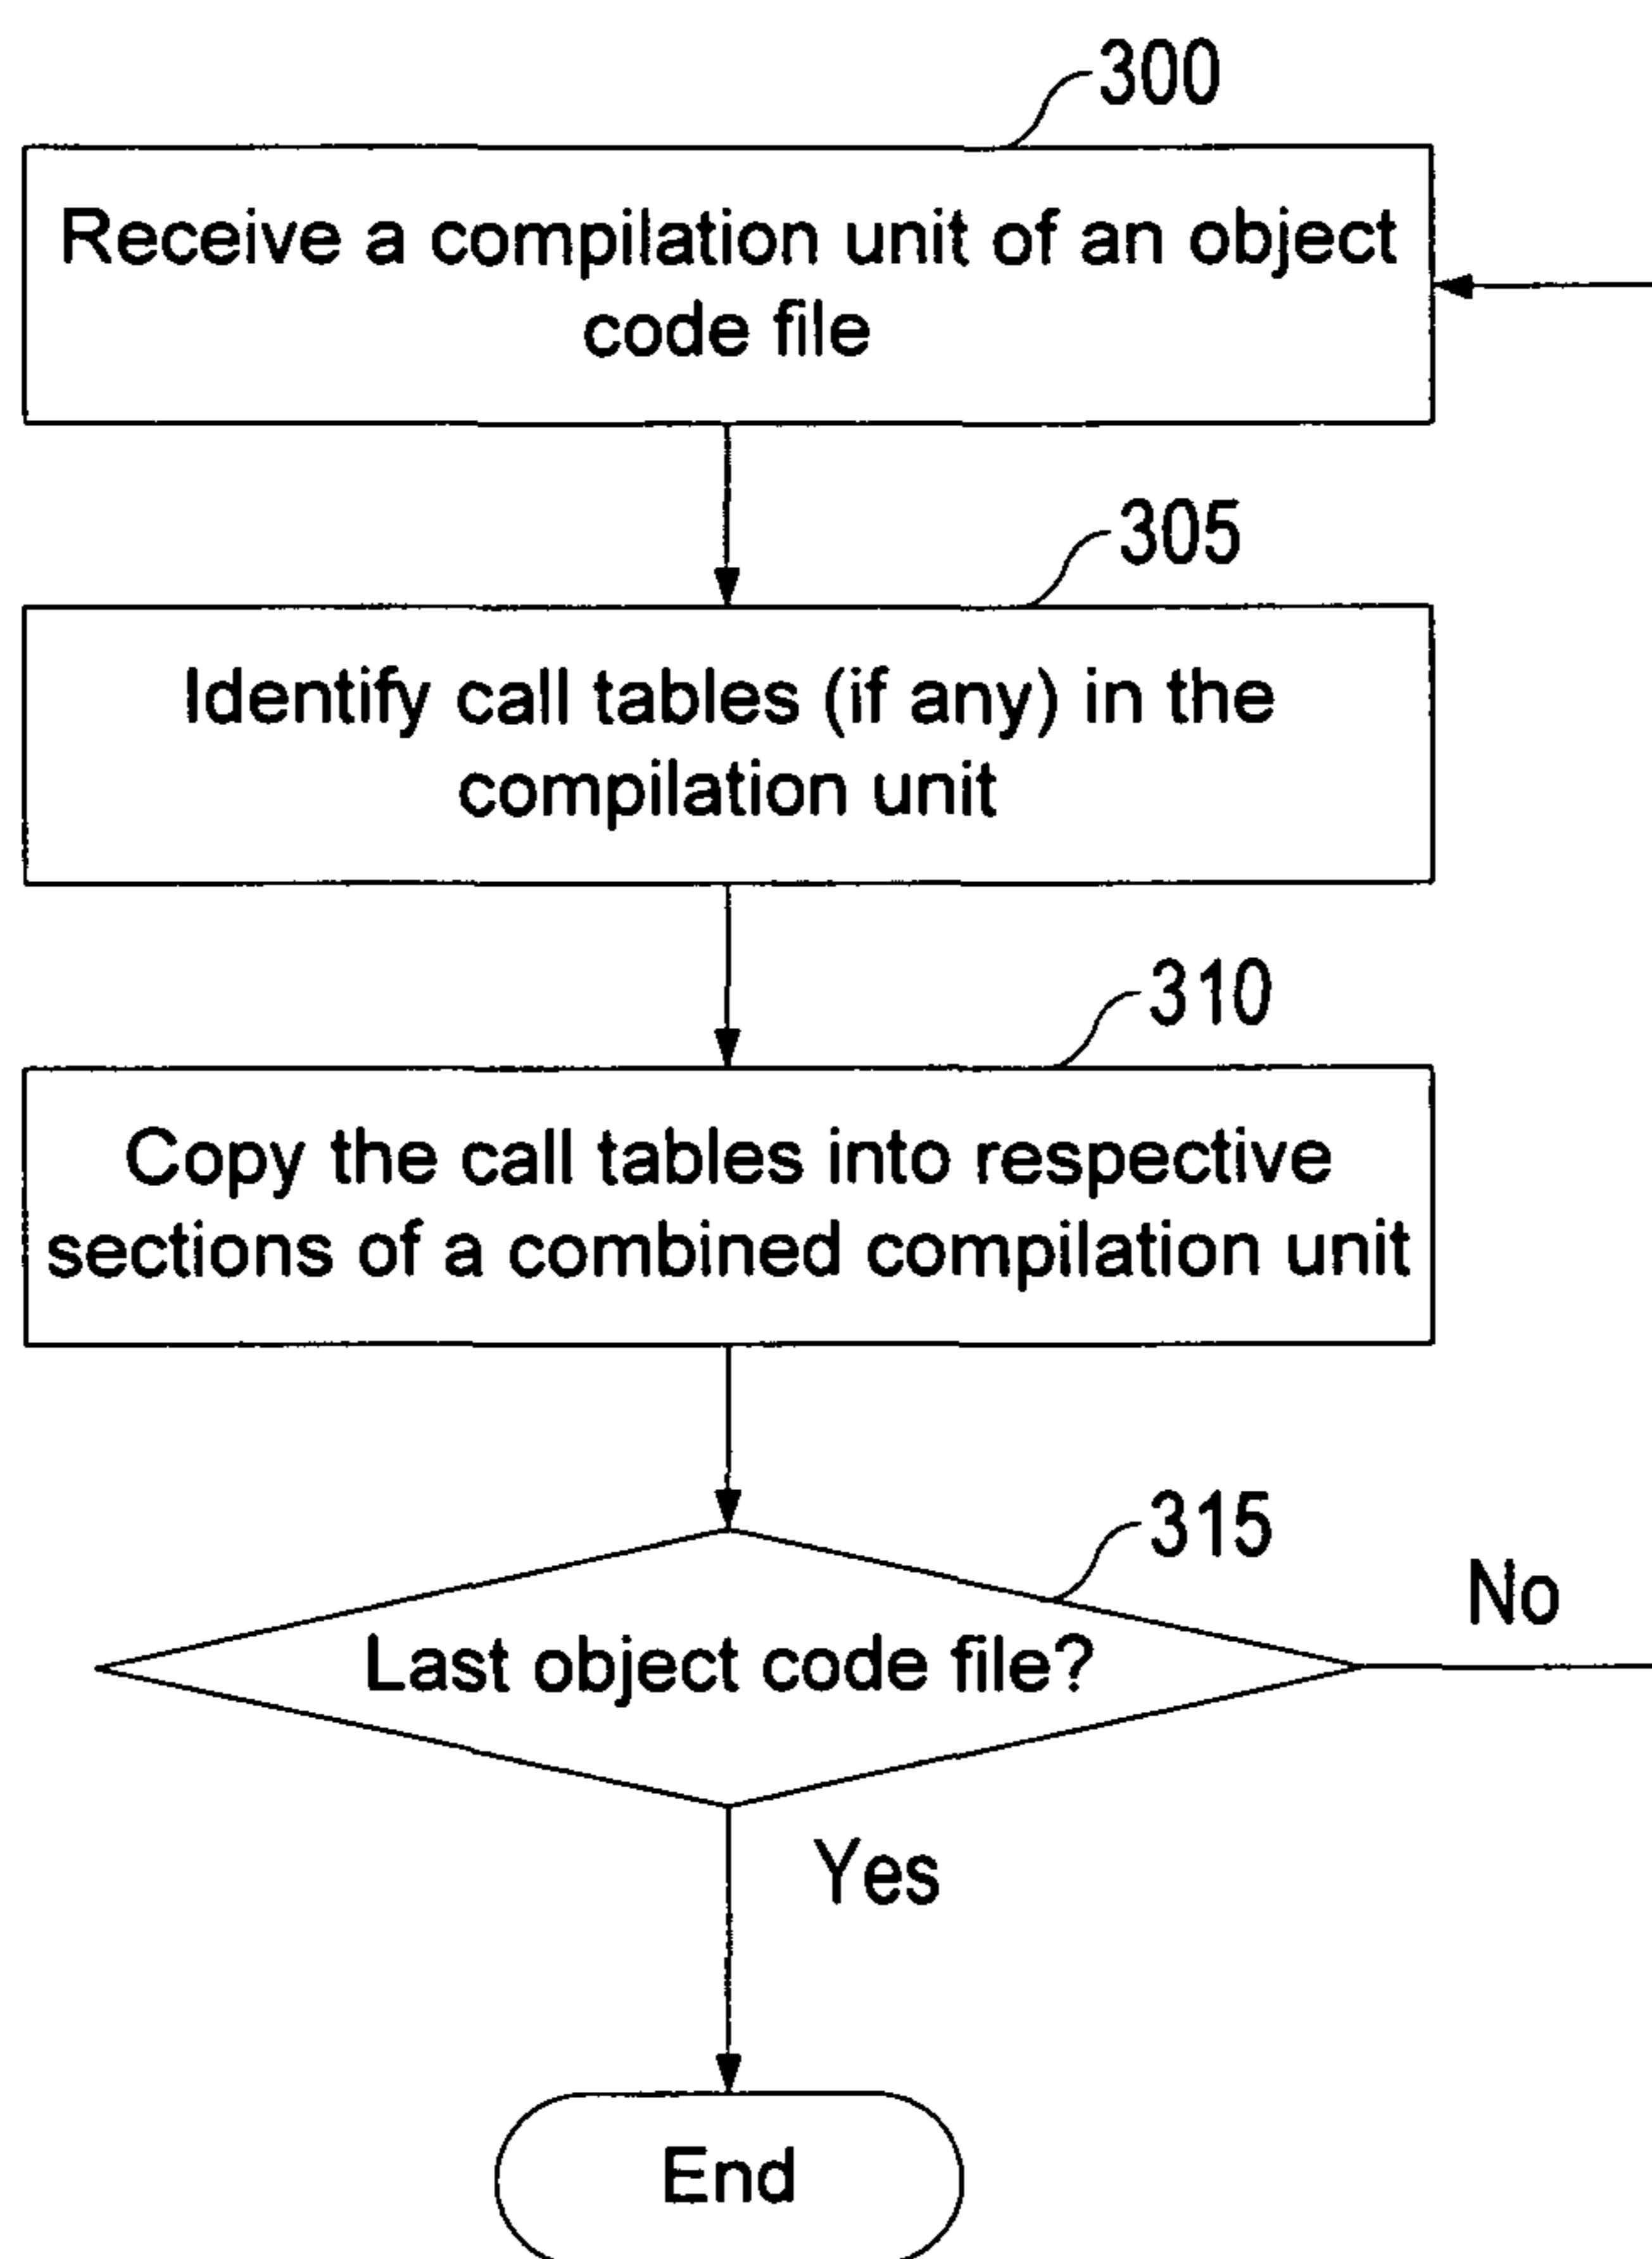 300
Receive a compilation unit of an object
code file
305
Identify call tables (if any) in the
compilation unit
310
Copy the call tables into respective
sections of a combined compilation unit
315
Last object code file?
No
Yes
End